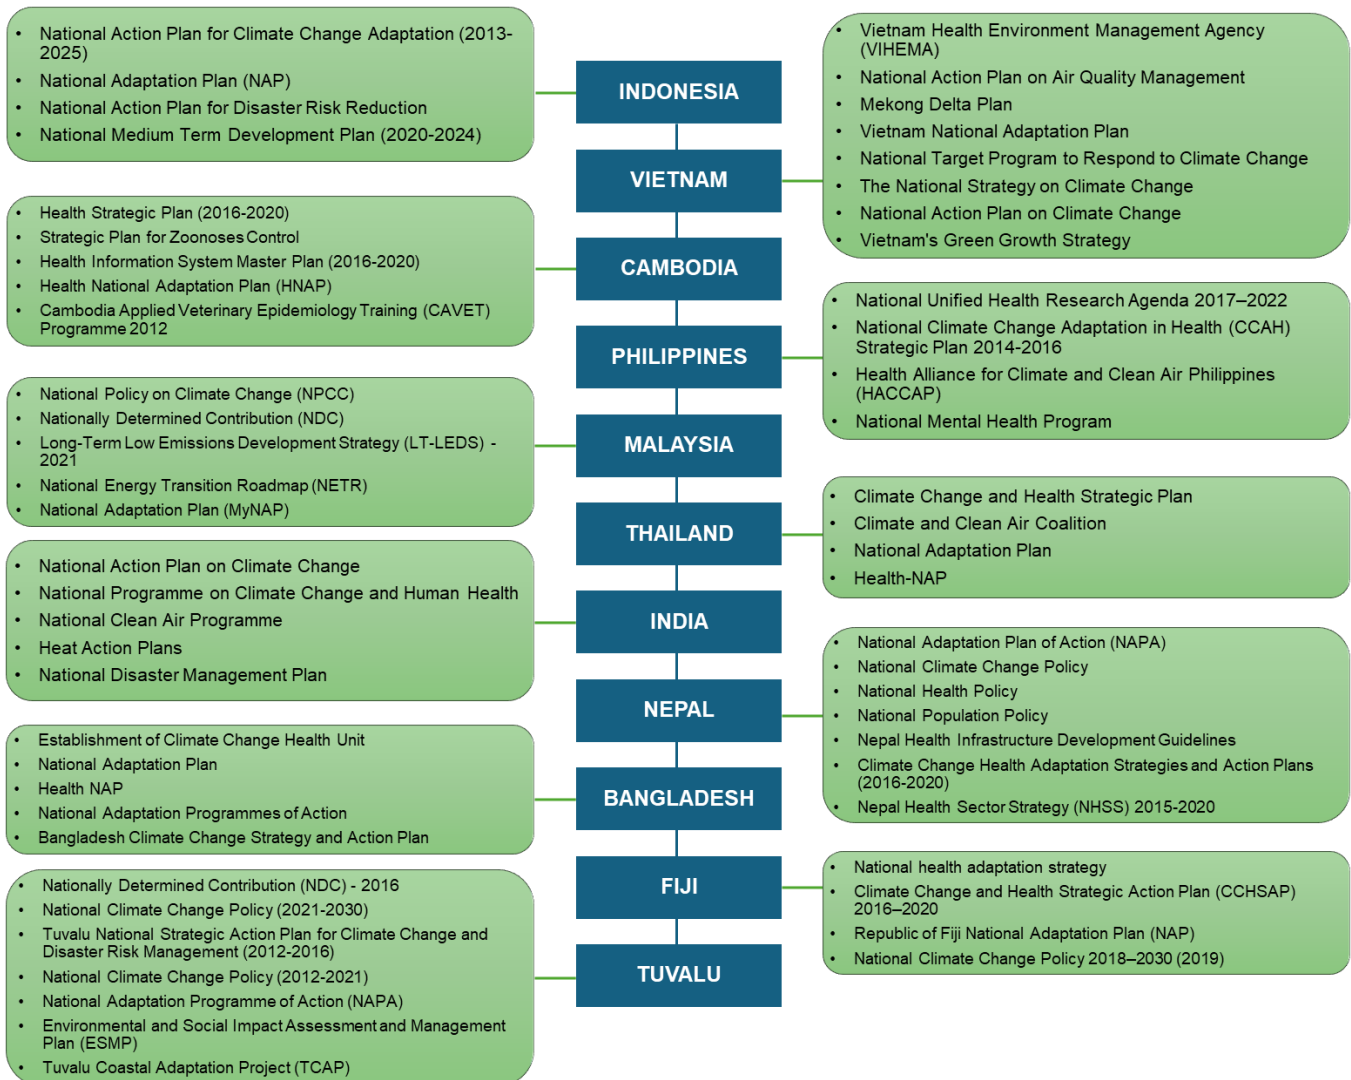 INDONESIA
• National Action Plan for Climate Change Adaptation (2013-
2025)
• National Adaptation Plan (NAP)
• National Action Plan for Disaster Risk Reduction
• National Medium Term Development Plan (2020-2024)
VIETNAM
• Vietnam Health Environment Management Agency
(VIHEMA)
• National Action Plan on Air Quality Management
• Mekong Delta Plan
• Vietnam National Adaptation Plan
• National Target Program to Respond to Climate Change
• The National Strategy on Climate Change
• National Action Plan on Climate Change
• Vietnam's Green Growth Strategy
CAMBODIA
• Health Strategic Plan (2016-2020)
• Strategic Plan for Zoonoses Control
• Health Information System Master Plan (2016-2020)
• Health National Adaptation Plan (HNAP)
• Cambodia Applied Veterinary Epidemiology Training (CAVET)
Programme 2012
PHILIPPINES
• National Unified Health Research Agenda 2017–2022
• National Climate Change Adaptation in Health (CCAH)
Strategic Plan 2014-2016
• Health Alliance for Climate and Clean Air Philippines
(HACCAP)
• National Mental Health Program
MALAYSIA
• National Policy on Climate Change (NPCC)
• Nationally Determined Contribution (NDC)
• Long-Term Low Emissions Development Strategy (LT-LEDS) -
2021
• National Energy Transition Roadmap (NETR)
• National Adaptation Plan (MyNAP)
THAILAND
• Climate Change and Health Strategic Plan
• Climate and Clean Air Coalition
• National Adaptation Plan
• Health-NAP
INDIA
• National Action Plan on Climate Change
• National Programme on Climate Change and Human Health
• National Clean Air Programme
• Heat Action Plans
• National Disaster Management Plan
NEPAL
• National Adaptation Plan of Action (NAPA)
• National Climate Change Policy
• National Health Policy
• National Population Policy
• Nepal Health Infrastructure Development Guidelines
• Climate Change Health Adaptation Strategies and Action Plans
(2016-2020)
• Nepal Health Sector Strategy (NHSS) 2015-2020
BANGLADESH
• Establishment of Climate Change Health Unit
• National Adaptation Plan
• Health NAP
• National Adaptation Programmes of Action
• Bangladesh Climate Change Strategy and Action Plan
FIJI
• National health adaptation strategy
• Climate Change and Health Strategic Action Plan (CCHSAP)
2016–2020
• Republic of Fiji National Adaptation Plan (NAP)
• National Climate Change Policy 2018–2030 (2019)
TUVALU
• Nationally Determined Contribution (NDC) - 2016
• National Climate Change Policy (2021-2030)
• Tuvalu National Strategic Action Plan for Climate Change and
Disaster Risk Management (2012-2016)
• National Climate Change Policy (2012-2021)
• National Adaptation Programme of Action (NAPA)
• Environmental and Social Impact Assessment and Management
Plan (ESMP)
• Tuvalu Coastal Adaptation Project (TCAP)